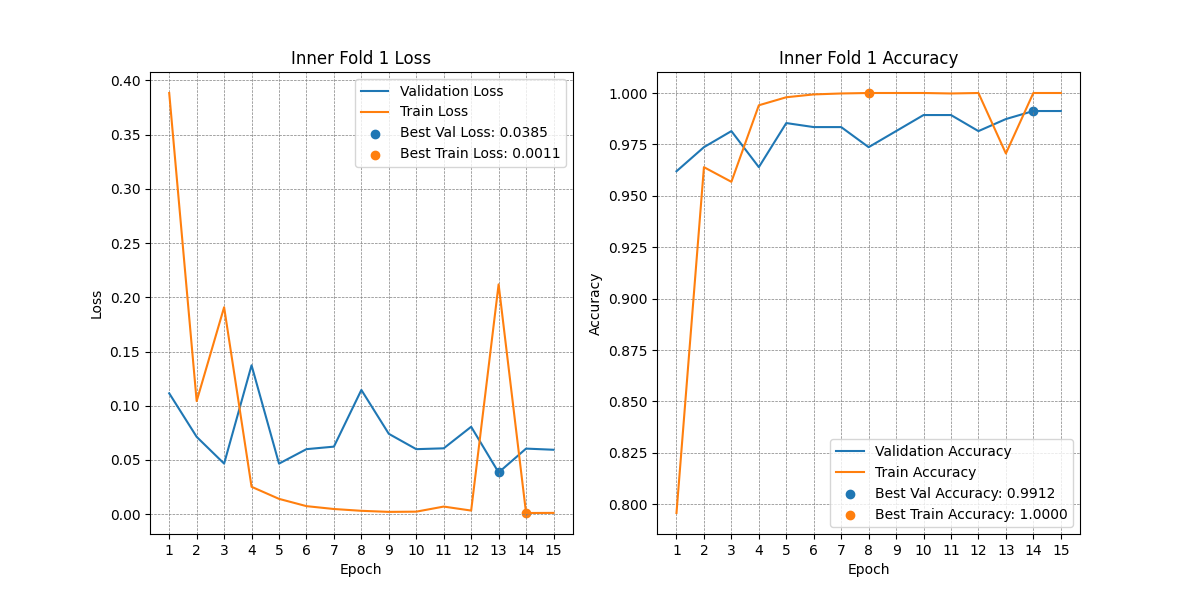 Inner Fold 1 Loss
0.40
0.35
0.30
0.25
0.20
0.15
0.10
0.05
0.00
Loss
Validation Loss
Train Loss
Best Val Loss: 0.0385
Best Train Loss: 0.0011
1 2 3 4 5 6 7 8 9 10 11 12 13 14 15
Epoch
Inner Fold 1 Accuracy
1.000
0.975
0.950
0.925
0.900
0.875
0.850
0.825
0.800
Accuracy
Validation Accuracy
Train Accuracy
Best Val Accuracy: 0.9912
Best Train Accuracy: 1.0000
1 2 3 4 5 6 7 8 9 10 11 12 13 14 15
Epoch